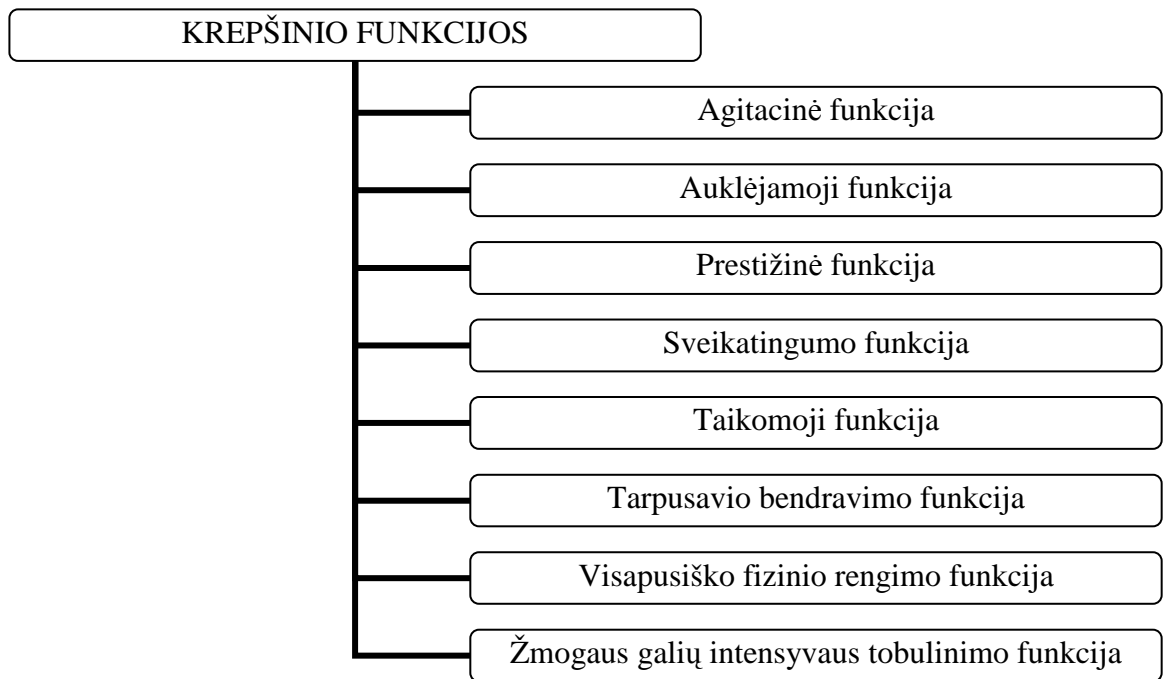 KREPŠINIO FUNKCIJOS
Agitacinė funkcija
Auklėjamoji funkcija
Prestižinė funkcija
Sveikatingumo funkcija
Taikomoji funkcija
Tarpusavio bendravimo funkcija
Visapusiško fizinio rengimo funkcija
Žmogaus galių intensyvaus tobulinimo funkcija